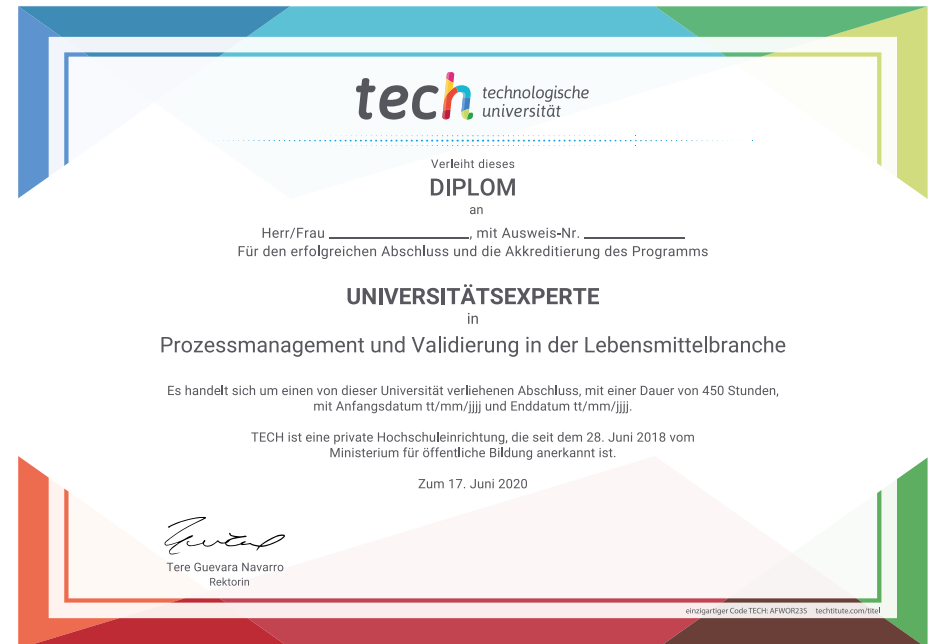 tech technologische
universität
Verleiht dieses
DIPLOM
an
Herr/Frau ________________, mit Ausweis-Nr. ____________
Für den erfolgreichen Abschluss und die Akkreditierung des Programms
UNIVERSITÄTSEXPERTE
in
Prozessmanagement und Validierung in der Lebensmittelbranche
Es handelt sich um einen von dieser Universität verliehenen Abschluss, mit einer Dauer von 450 Stunden,
mit Anfangsdatum tt/mm/jjjj und Enddatum tt/mm/jjjj.
TECH ist eine private Hochschuleinrichtung, die seit dem 28. Juni 2018 vom
Ministerium für öffentliche Bildung anerkannt ist.
Zum 17. Juni 2020
Tere Guevara Navarro
Rektorin
einzigartiger Code TECH: AFWOR23S techtitute.com/titel